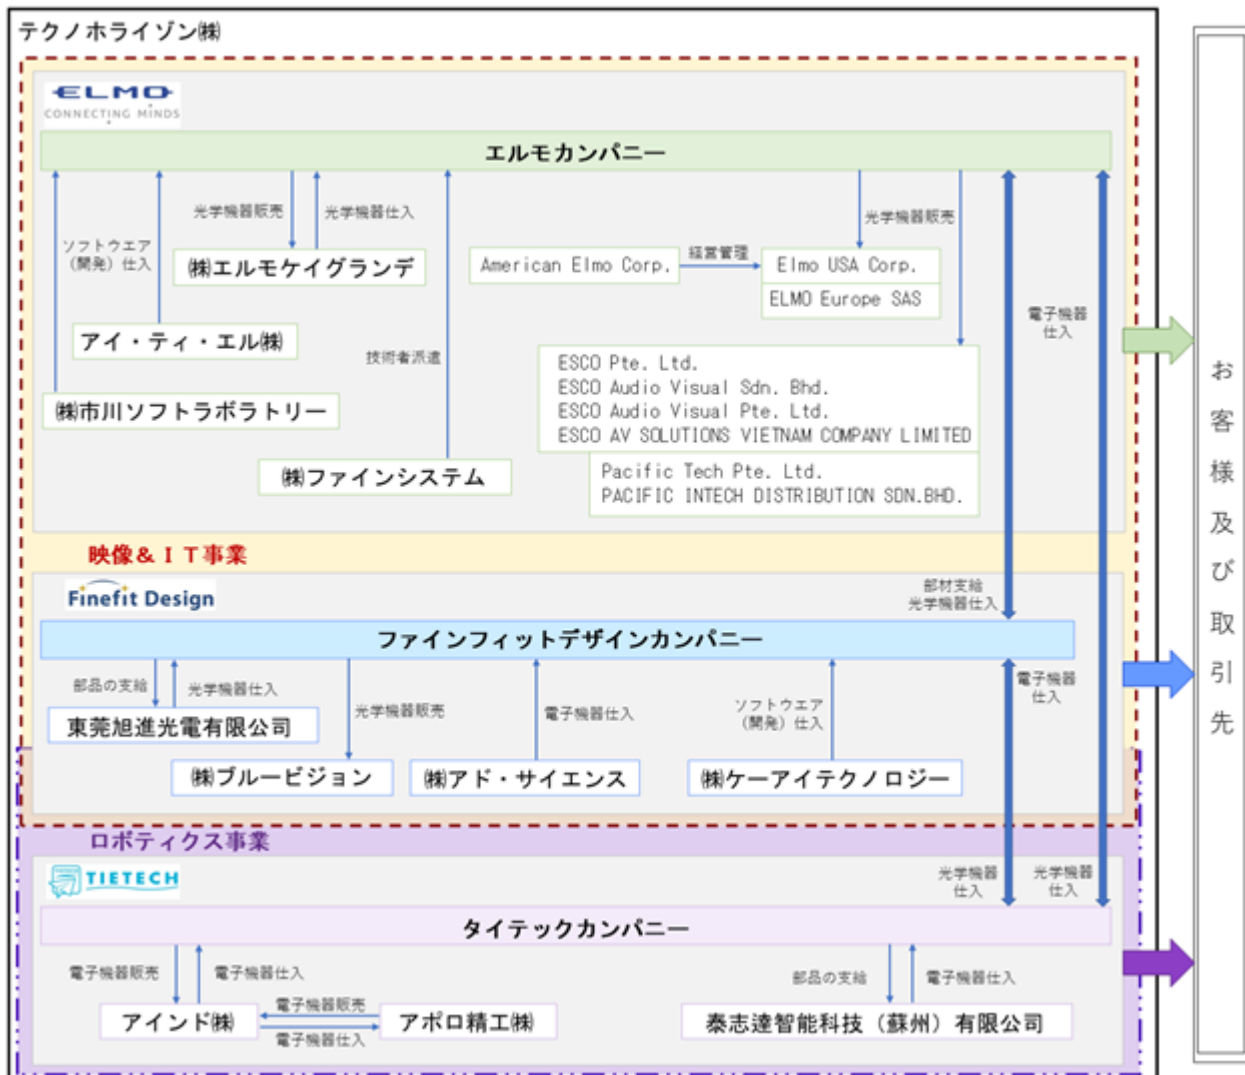 テクノホライゾン㈱
ELMO
CONNECTING MINDS
エルモカンパニー
光学機器販売
光学機器仕入
光学機器販売
ソフトウエア
（開発）仕入
㈱エルモケイグランデ
American Elmo Corp.
経営管理
Elmo USA Corp.
ELMO Europe SAS
電子機器
仕入
アイ・ティ・エル㈱
技術者派遣
ESCO Pte. Ltd.
ESCO Audio Visual Sdn. Bhd.
ESCO Audio Visual Pte. Ltd.
ESCO AV SOLUTIONS VIETNAM COMPANY LIMITED
㈱市川ソフトラボラトリー
㈱ファインシステム
Pacific Tech Pte. Ltd.
PACIFIC INTECH DISTRIBUTION SDN.BHD.
映像＆ＩＴ事業
Finefit Design
部材支給
光学機器仕入
ファインフィットデザインカンパニー
部品の支給
光学機器仕入
光学機器販売
電子機器仕入
ソフトウエア
（開発）仕入
電子機器
仕入
東莞旭進光電有限公司
㈱ブルービジョン
㈱アド・サイエンス
㈱ケーアイテクノロジー
ロボティクス事業
TIETECH
光学機器
仕入
光学機器
仕入
タイテックカンパニー
電子機器販売
電子機器仕入
部品の支給
電子機器仕入
アインド㈱
電子機器販売
電子機器仕入
アポロ精工㈱
泰志達智能科技（蘇州）有限公司
お客様及び取引先